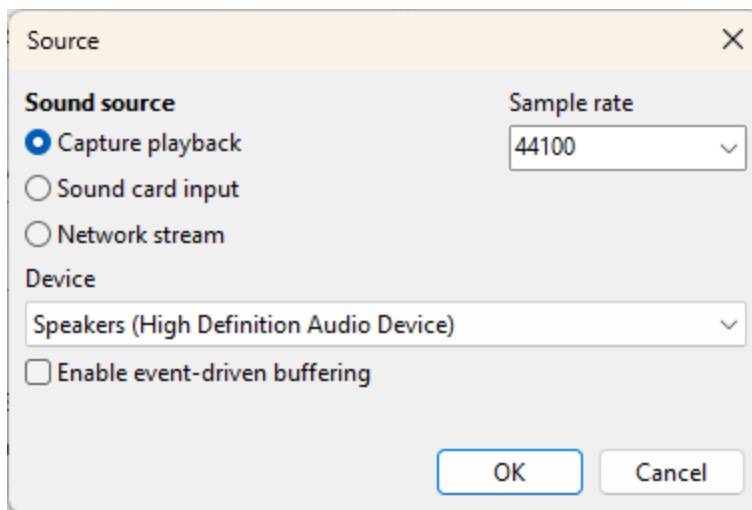 Source
Sound source
Sample rate
Capture playback
44100
Sound card input
Network stream
Device
Speakers (High Definition Audio Device)
Enable event-driven buffering
OK
Cancel